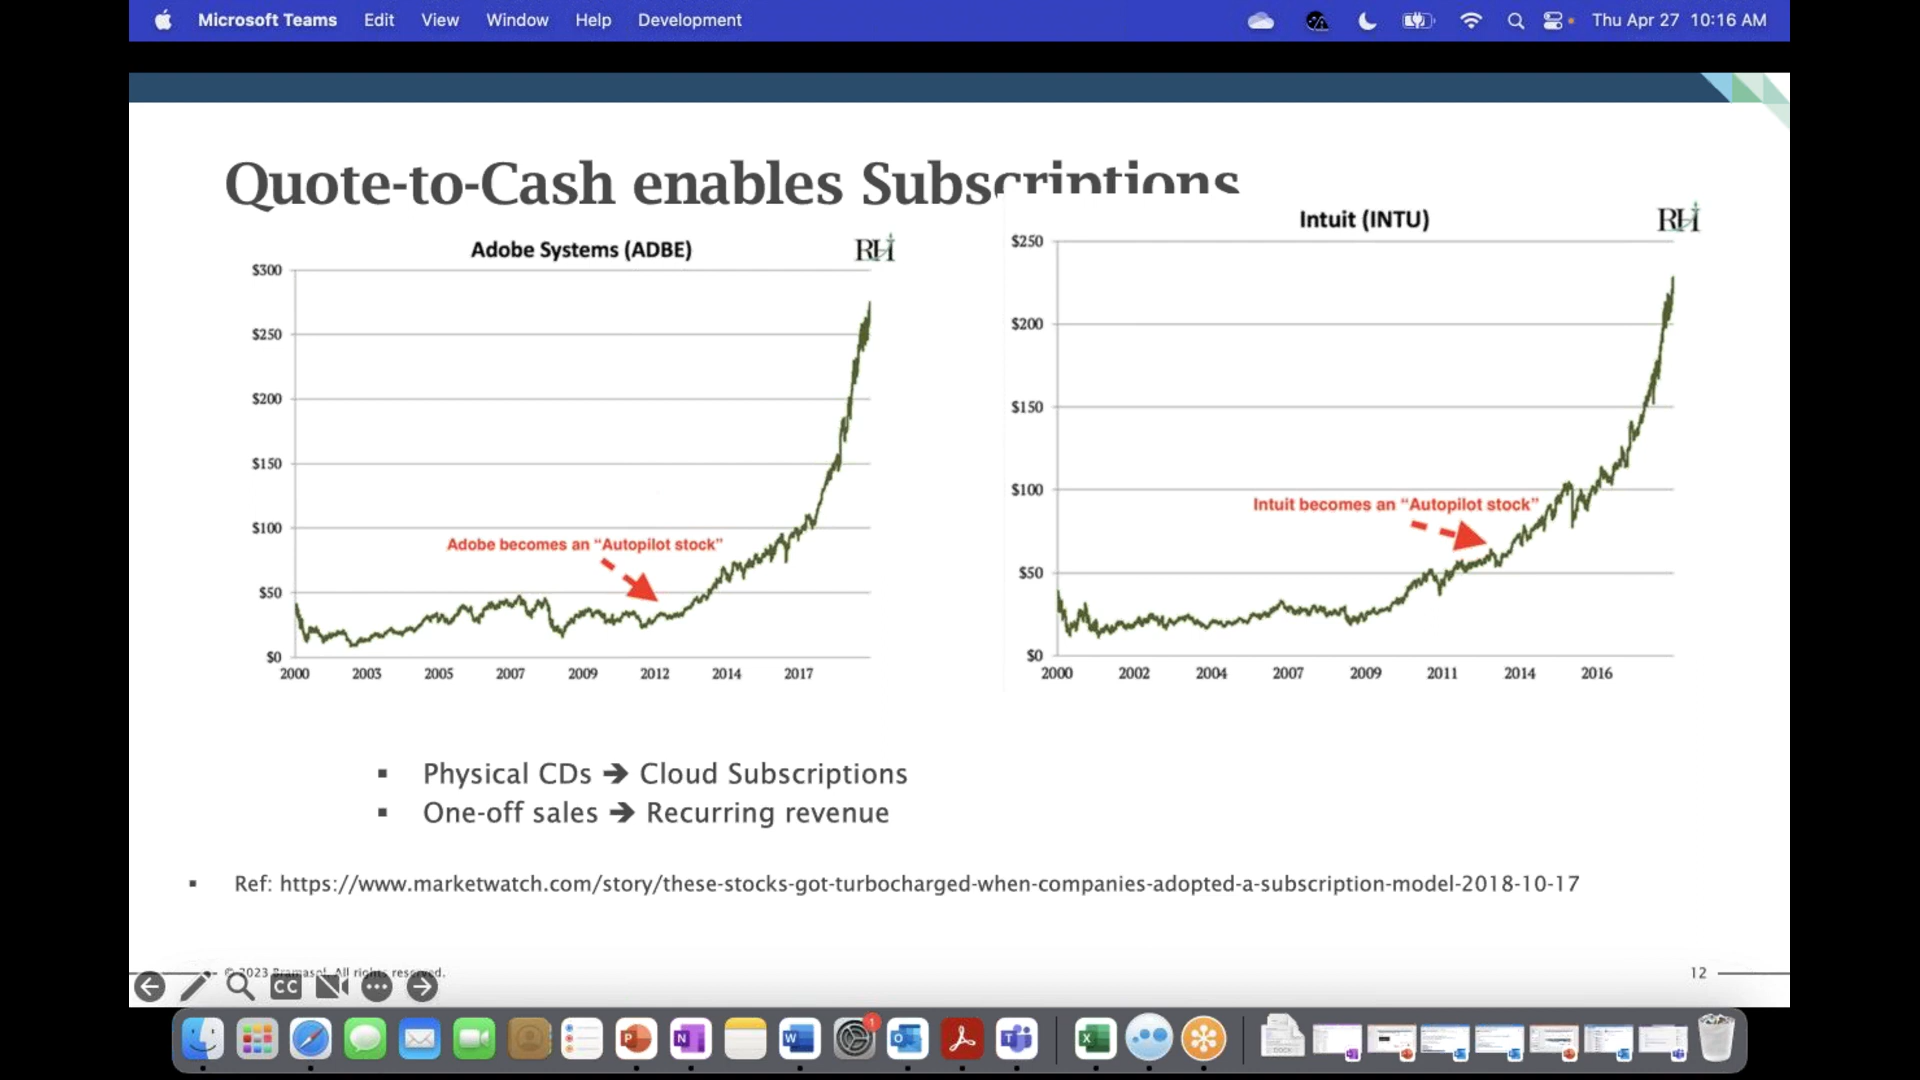 Microsoft Teams Edit View Window Help Development Thu Apr 27 10:16 AM
Quote-to-Cash enables Subscriptions
Adobe Systems (ADBE) RH
$300
$250
$200
$150
$100
$50
$0
Adobe becomes an “Autopilot stock”
2000 2003 2005 2007 2009 2012 2014 2017
Intuit (INTU) RH
$250
$200
$150
$100
$50
$0
Intuit becomes an “Autopilot stock”
2000 2002 2004 2007 2009 2011 2014 2016
▪ Physical CDs ➔ Cloud Subscriptions
▪ One-off sales ➔ Recurring revenue
▪ Ref: https://www.marketwatch.com/story/these-stocks-got-turbocharged-when-companies-adopted-a-subscription-model-2018-10-17
© 2023 Bramasol. All rights reserved. 12
CC
1
P N W O X T
DOCX